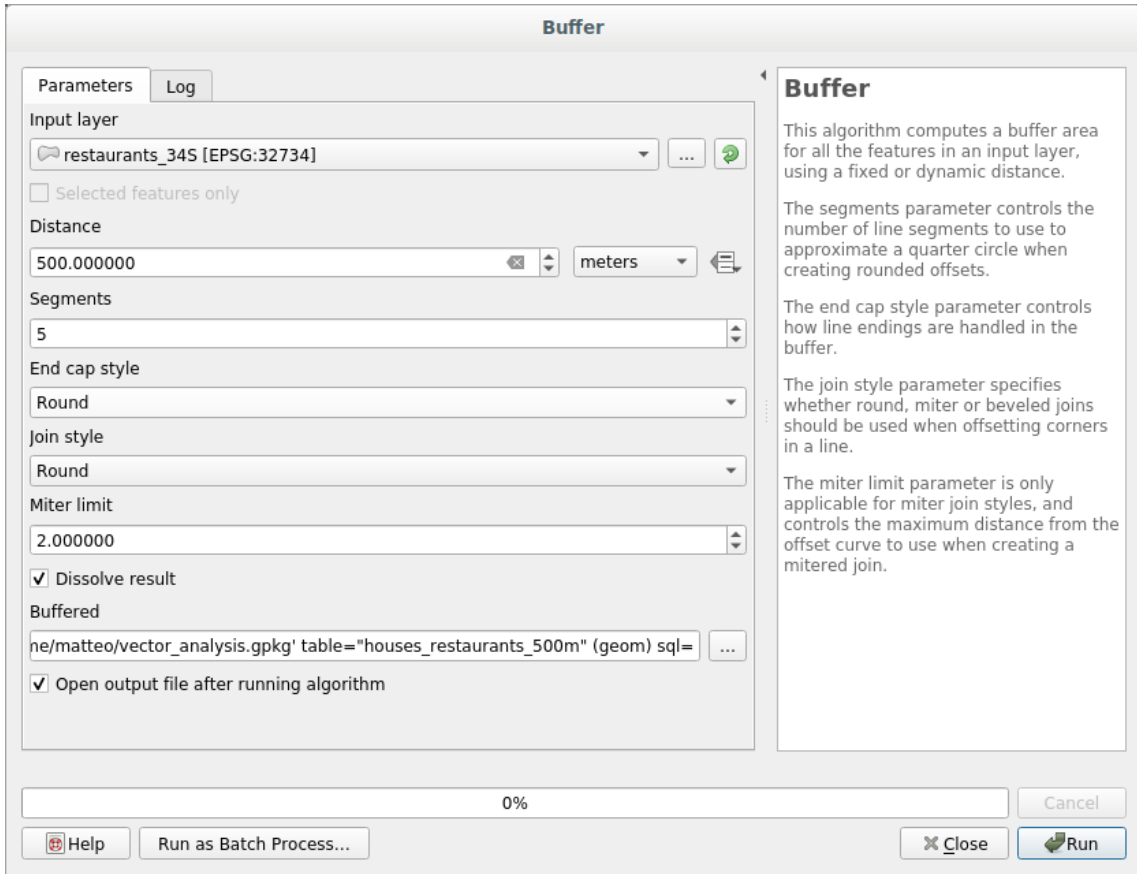 Buffer
Parameters
Log
Input layer
restaurants_34S [EPSG:32734]
...
Selected features only
Distance
500.000000
meters
Segments
5
End cap style
Round
Join style
Round
Miter limit
2.000000
Dissolve result
Buffered
ne/matteo/vector_analysis.gpkg' table="houses_restaurants_500m" (geom) sql=
...
Open output file after running algorithm
Buffer
This algorithm computes a buffer area
for all the features in an input layer,
using a fixed or dynamic distance.
The segments parameter controls the
number of line segments to use to
approximate a quarter circle when
creating rounded offsets.
The end cap style parameter controls
how line endings are handled in the
buffer.
The join style parameter specifies
whether round, miter or beveled joins
should be used when offsetting corners
in a line.
The miter limit parameter is only
applicable for miter join styles, and
controls the maximum distance from the
offset curve to use when creating a
mitered join.
0%
Cancel
Help
Run as Batch Process...
Close
Run